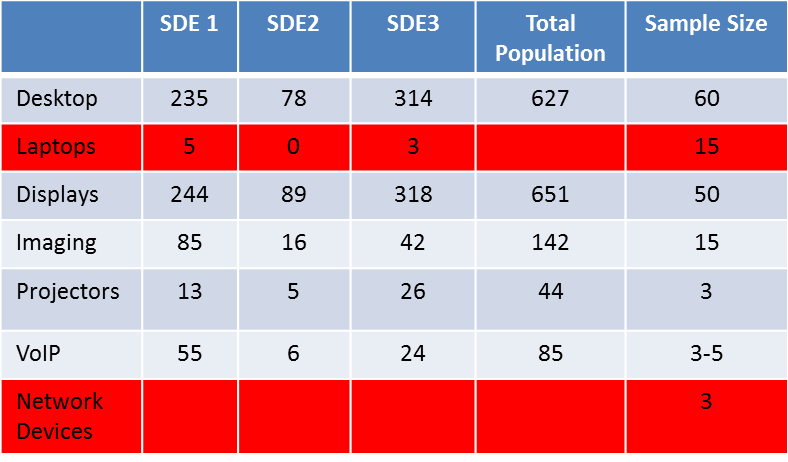 SDE 1 SDE2 SDE3 Total Population Sample Size
Desktop 235 78 314 627 60
Laptops 5 0 3 15
Displays 244 89 318 651 50
Imaging 85 16 42 142 15
Projectors 13 5 26 44 3
VoIP 55 6 24 85 3-5
Network Devices 3